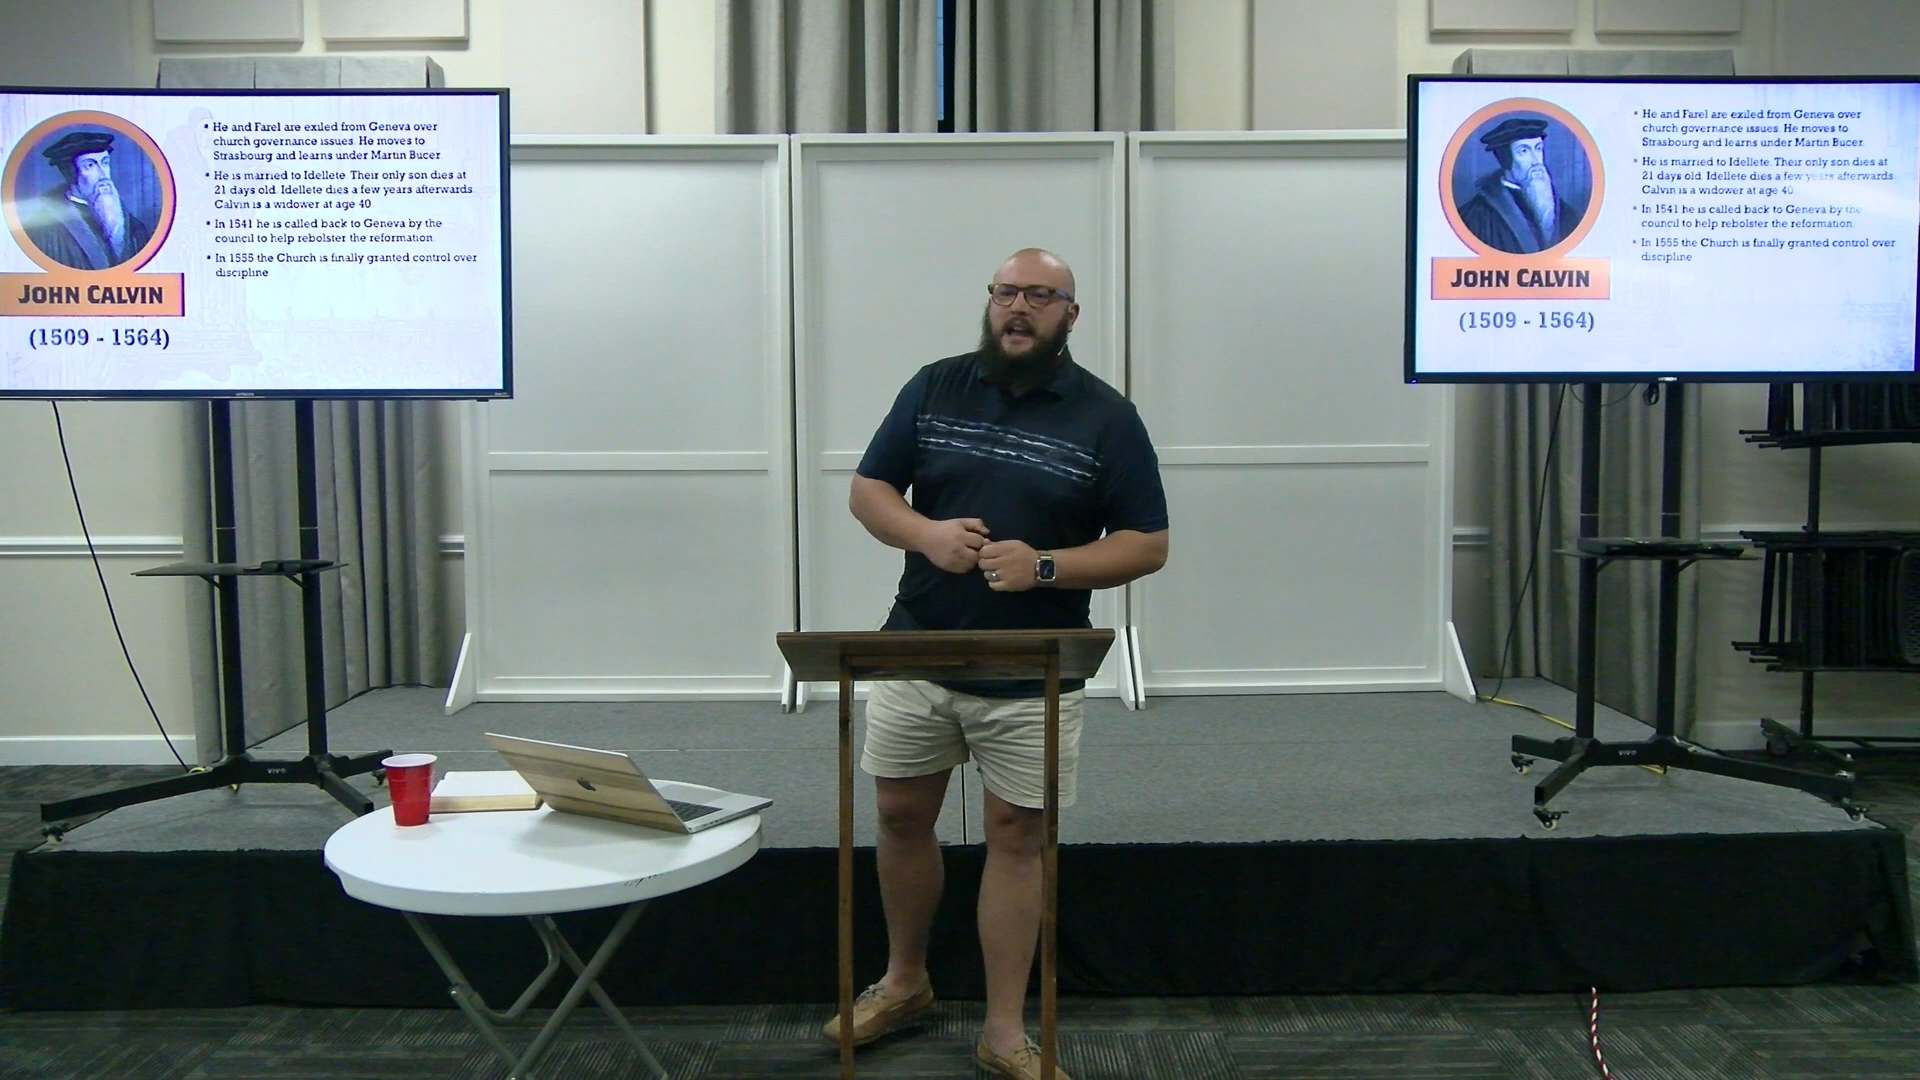 ▪ He and Farel are exiled from Geneva over
church governance issues. He moves to
Strasbourg and learns under Martin Bucer.
▪ He is married to Idellete. Their only son dies at
21 days old. Idellete dies a few years afterwards.
Calvin is a widower at age 40.
▪ In 1541 he is called back to Geneva by the
council to help rebolster the reformation.
▪ In 1555 the Church is finally granted control over
discipline
JOHN CALVIN
(1509 - 1564)
▪ He and Farel are exiled from Geneva over
church governance issues. He moves to
Strasbourg and learns under Martin Bucer.
▪ He is married to Idellete. Their only son dies at
21 days old. Idellete dies a few years afterwards.
Calvin is a widower at age 40.
▪ In 1541 he is called back to Geneva by the
council to help rebolster the reformation.
▪ In 1555 the Church is finally granted control over
discipline
JOHN CALVIN
(1509 - 1564)
VIVO
VIVO